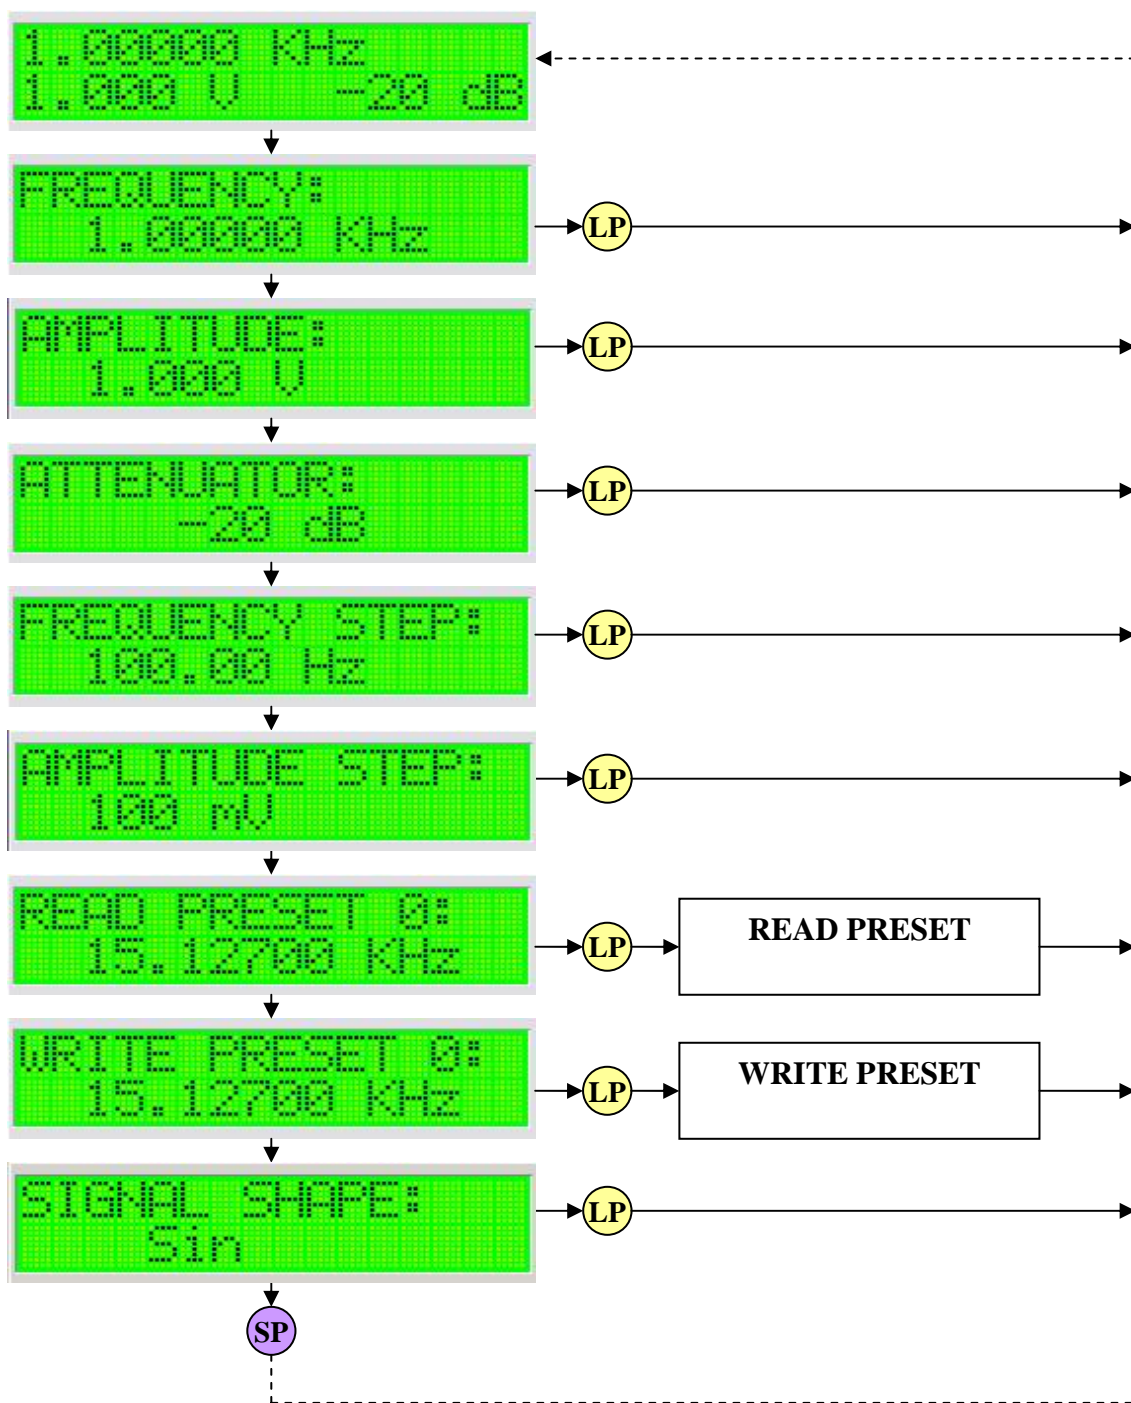 1.00000 KHz
1.000 V -20 dB
FREQUENCY:
1.00000 KHz
LP
AMPLITUDE:
1.000 V
LP
ATTENUATOR:
-20 dB
LP
FREQUENCY STEP:
100.00 Hz
LP
AMPLITUDE STEP:
100 mV
LP
READ PRESET 0:
15.12700 KHz
LP
READ PRESET
WRITE PRESET 0:
15.12700 KHz
LP
WRITE PRESET
SIGNAL SHAPE:
Sin
LP
SP